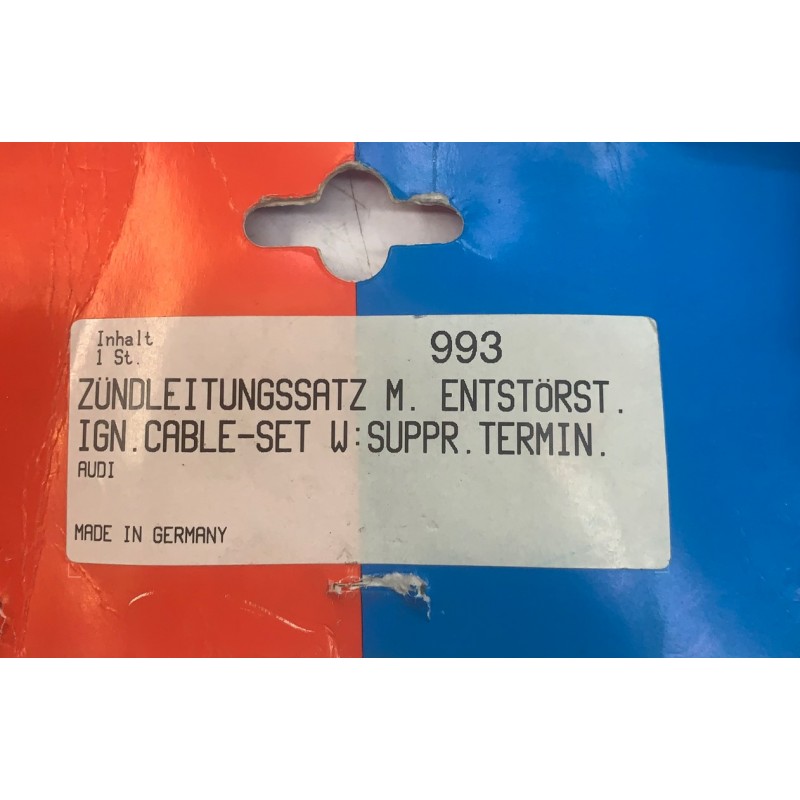 Inhalt
1 St.
993
ZÜNDLEITUNGSSATZ M. ENTSTÖRST.
IGN.CABLE-SET W:SUPPR.TERMIN.
AUDI
MADE IN GERMANY